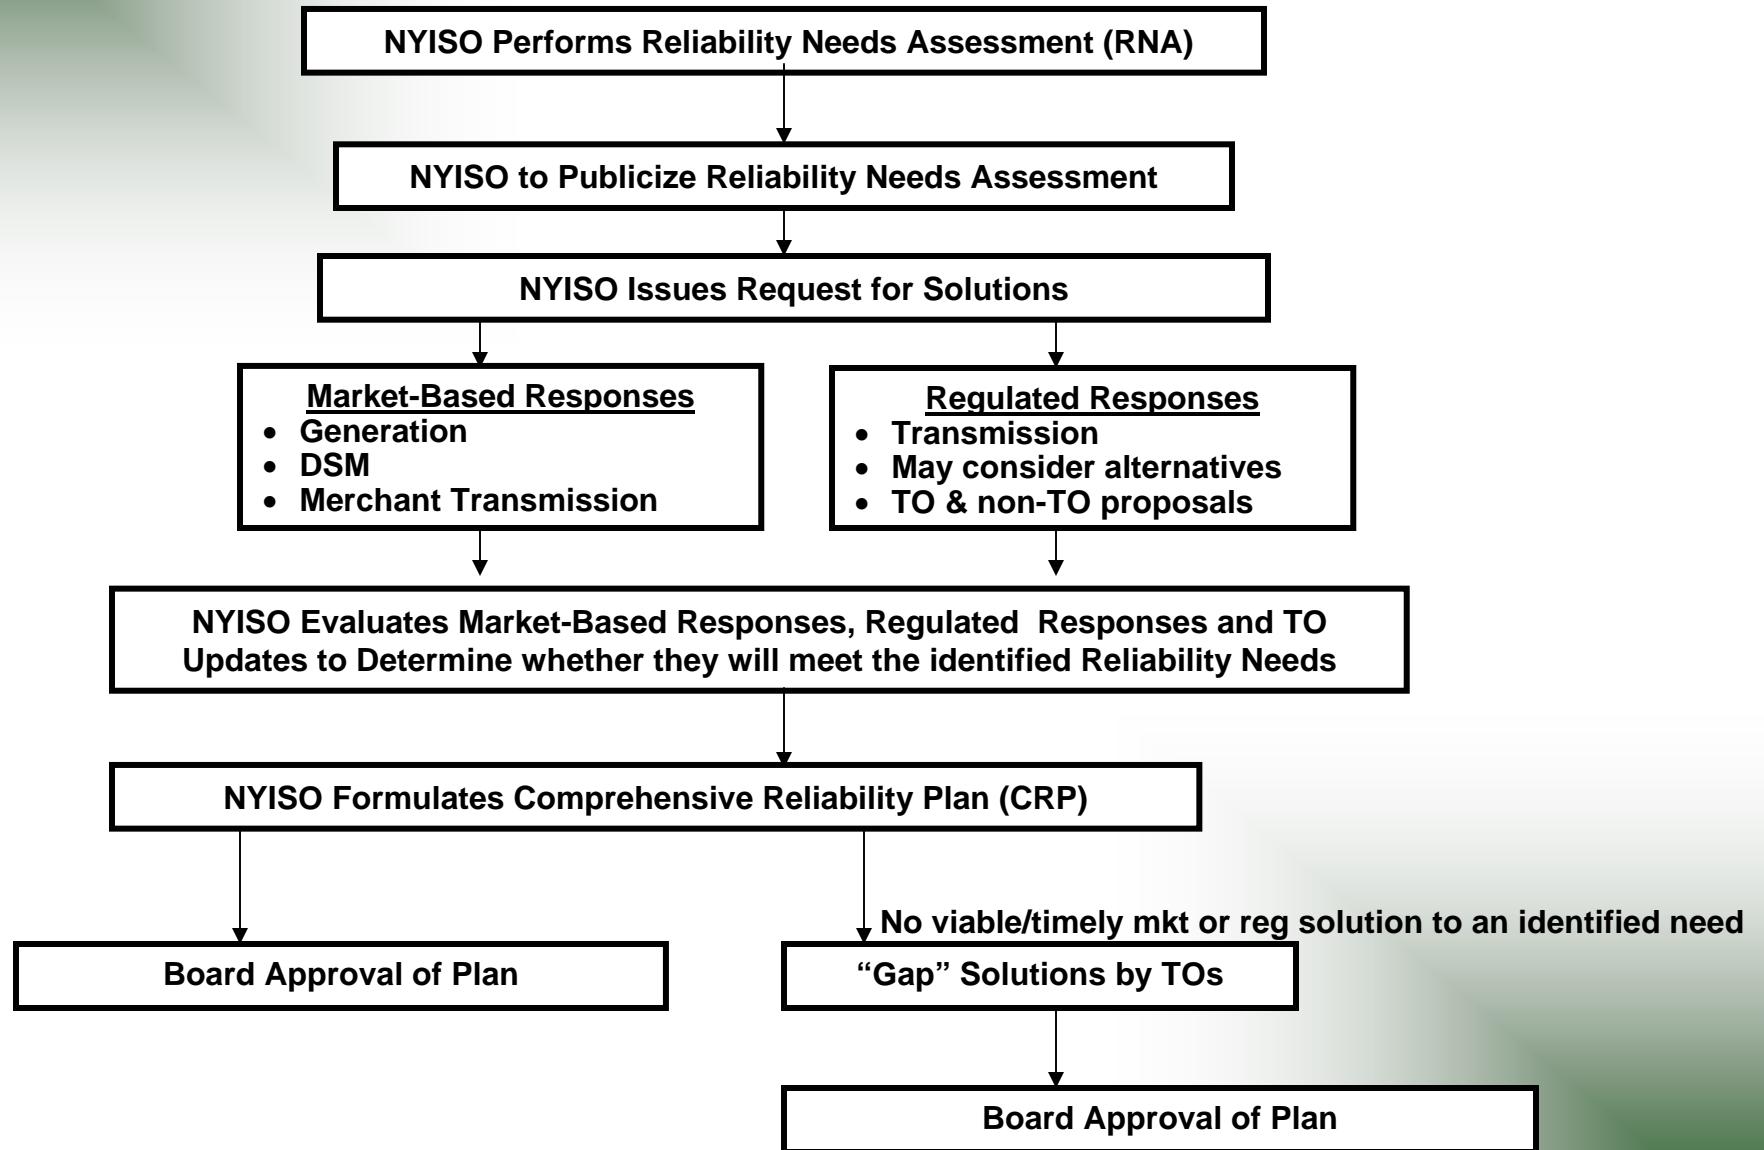 NYISO Performs Reliability Needs Assessment (RNA)
NYISO to Publicize Reliability Needs Assessment
NYISO Issues Request for Solutions
Market-Based Responses
• Generation
• DSM
• Merchant Transmission
Regulated Responses
• Transmission
• May consider alternatives
• TO & non-TO proposals
NYISO Evaluates Market-Based Responses, Regulated  Responses and TO
Updates to Determine whether they will meet the identified Reliability Needs
NYISO Formulates Comprehensive Reliability Plan (CRP)
No viable/timely mkt or reg solution to an identified need
Board Approval of Plan
“Gap” Solutions by TOs
Board Approval of Plan